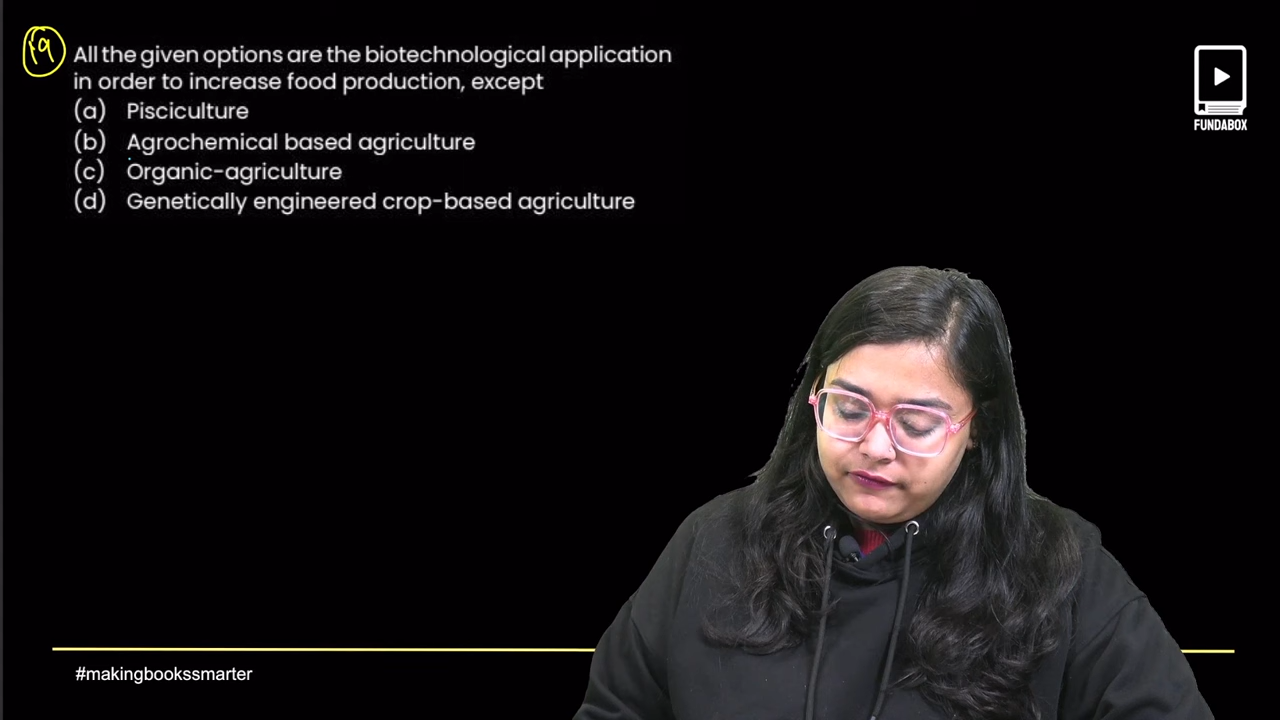 19
All the given options are the biotechnological application
in order to increase food production, except
(a) Pisciculture
(b) Agrochemical based agriculture
(c) Organic-agriculture
(d) Genetically engineered crop-based agriculture
FUNDABOX
#makingbookssmarter